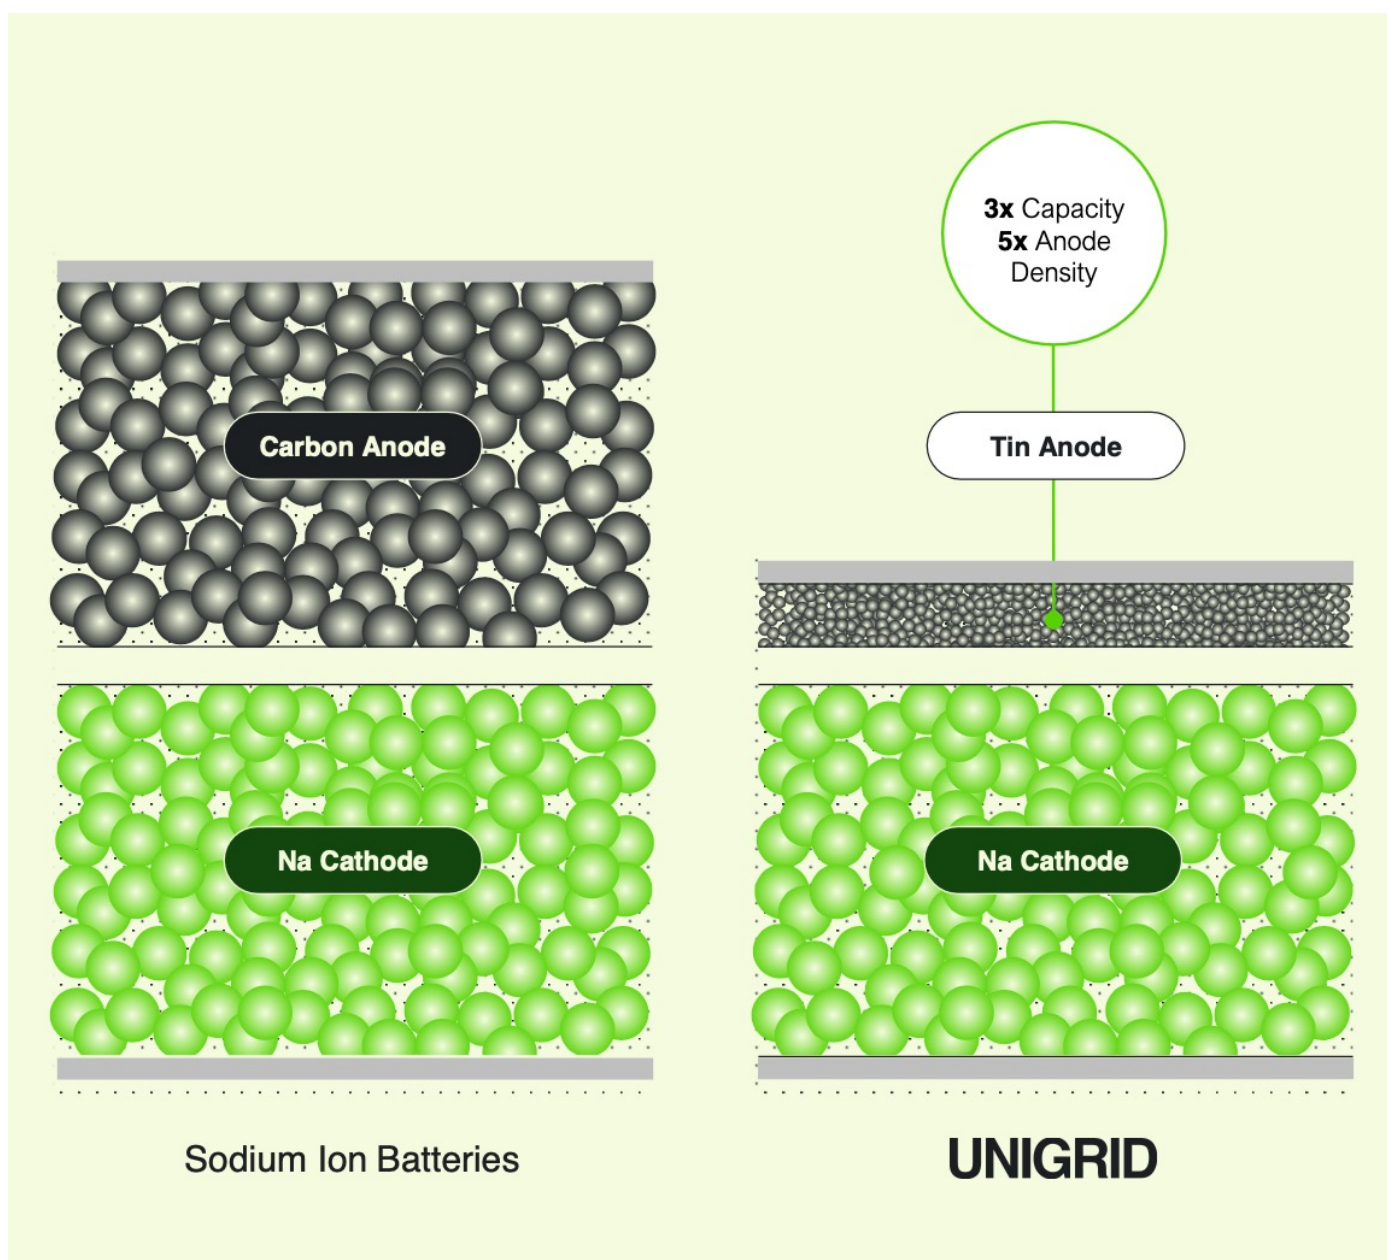 3x Capacity
5x Anode
Density
Carbon Anode
Tin Anode
Na Cathode
Na Cathode
Sodium Ion Batteries
UNIGRID